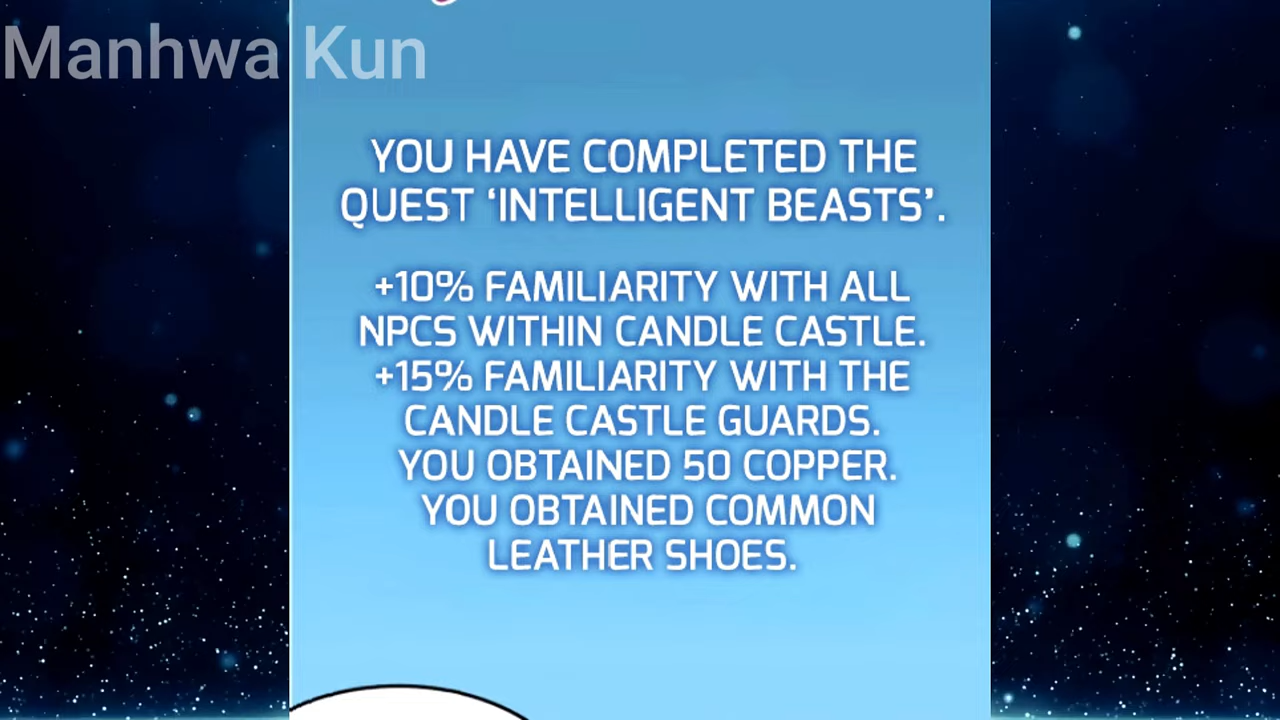 Manhwa Kun
YOU HAVE COMPLETED THE
QUEST ‘INTELLIGENT BEASTS’.
+10% FAMILIARITY WITH ALL
NPCS WITHIN CANDLE CASTLE.
+15% FAMILIARITY WITH THE
CANDLE CASTLE GUARDS.
YOU OBTAINED 50 COPPER.
YOU OBTAINED COMMON
LEATHER SHOES.